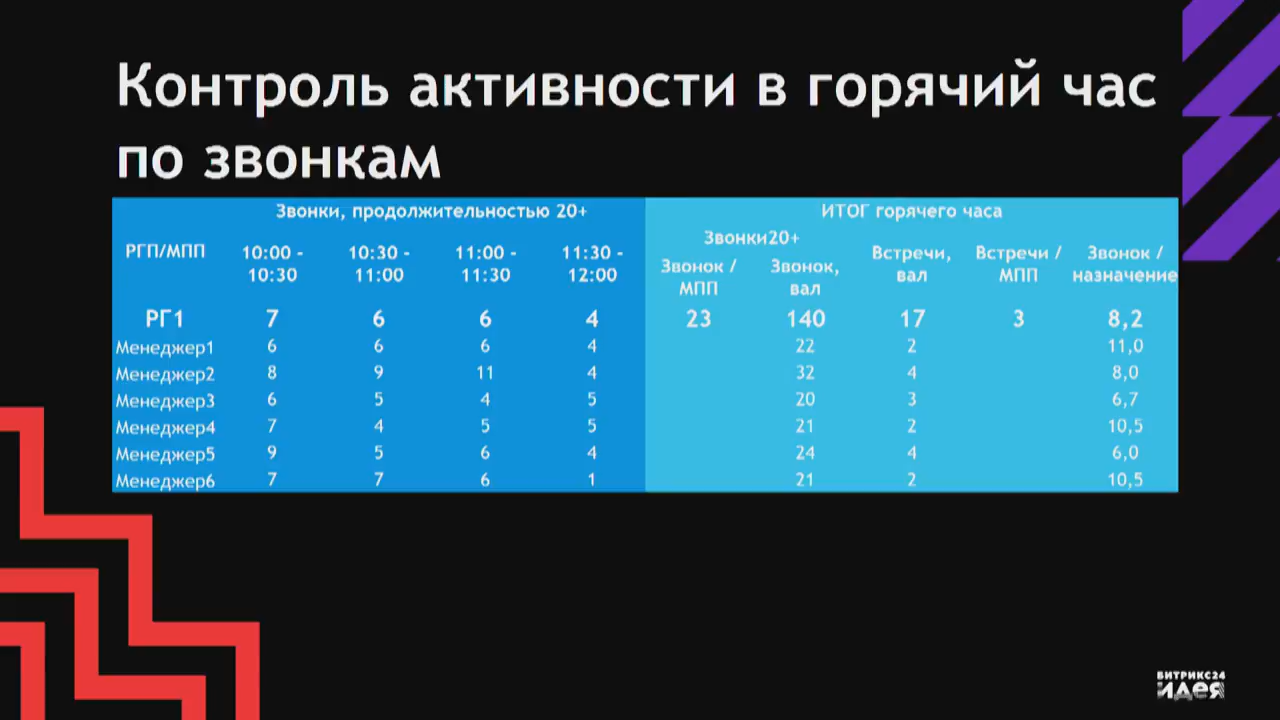 Контроль активности в горячий час
по звонкам
Звонки, продолжительностью 20+ ИТОГ горячего часа
РГП/МПП 10:00 - 10:30 10:30 - 11:00 11:00 - 11:30 11:30 - 12:00 Звонки20+ Звонок / МПП Звонок, вал Встречи, вал Встречи / МПП Звонок / назначение
РГ1 7 6 6 4 23 140 17 3 8,2
Менеджер1 6 6 6 4 22 2 11,0
Менеджер2 8 9 11 4 32 4 8,0
Менеджер3 6 5 4 5 20 3 6,7
Менеджер4 7 4 5 5 21 2 10,5
Менеджер5 9 5 6 4 24 4 6,0
Менеджер6 7 7 6 1 21 2 10,5
БИТРИКС24
идея